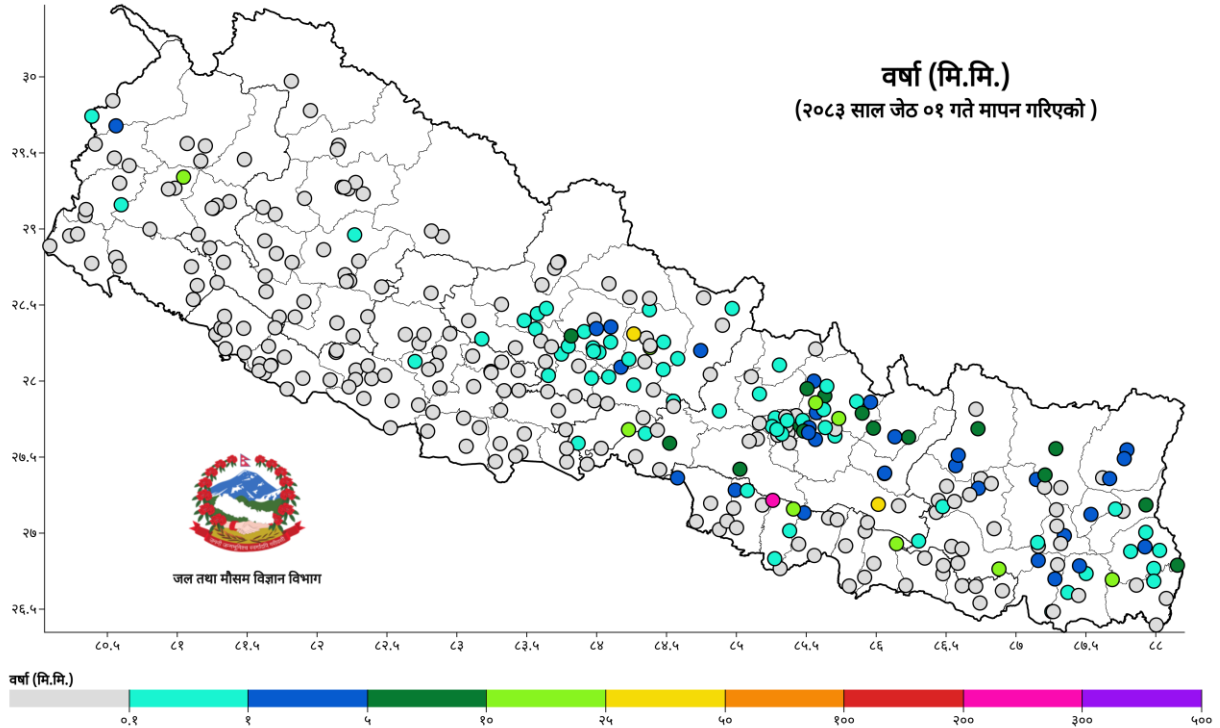 वर्षा (मि.मि.)
(२०८३ साल जेठ ०१ गते मापन गरिएको )
३०
२९.५
२९
२८.५
२८
२७.५
२७
२६.५
जल तथा मौसम विज्ञान विभाग
८०.५ ८१ ८१.५ ८२ ८२.५ ८३ ८३.५ ८४ ८४.५ ८५ ८५.५ ८६ ८६.५ ८७ ८७.५ ८८
वर्षा (मि.मि.)
०.१ १ ५ १० २५ ५० १०० २०० ३०० ५००